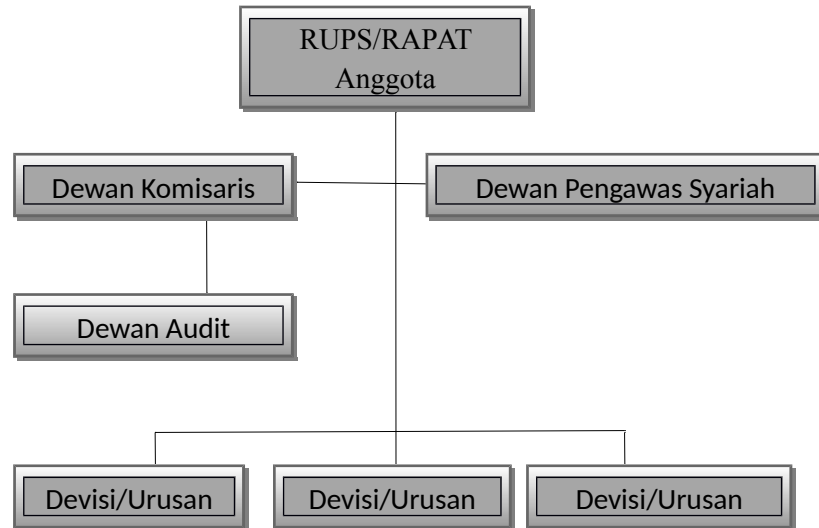 RUPS/RAPAT
Anggota
Dewan Komisaris
Dewan Pengawas Syariah
Dewan Audit
Devisi/Urusan
Devisi/Urusan
Devisi/Urusan